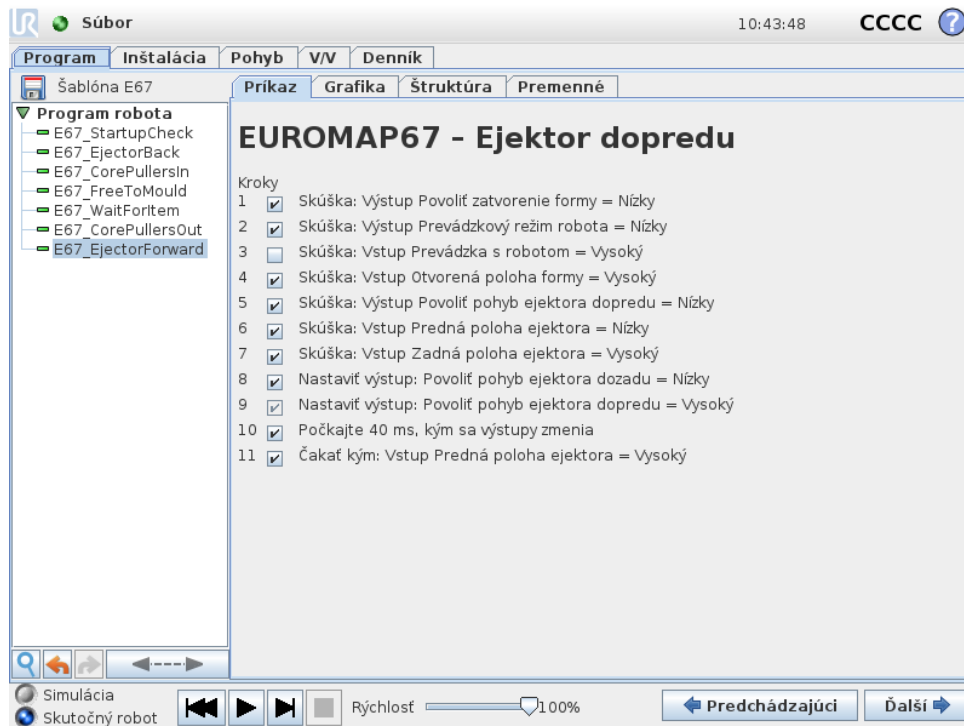 UR Súbor 10:43:48 CCCC ?
Program Inštalácia Pohyb V/V Denník
Šablóna E67
Príkaz Grafika Štruktúra Premenné
Program robota
E67_StartupCheck
E67_EjectorBack
E67_CorePullersIn
E67_FreeToMould
E67_WaitForItem
E67_CorePullersOut
E67_EjectorForward
EUROMAP67 - Ejektor dopredu
Kroky
1 Skúška: Výstup Povoliť zatvorenie formy = Nízky
2 Skúška: Výstup Prevádzkový režim robota = Nízky
3 Skúška: Vstup Prevádzka s robotom = Vysoký
4 Skúška: Vstup Otvorená poloha formy = Vysoký
5 Skúška: Výstup Povoliť pohyb ejektora dopredu = Nízky
6 Skúška: Vstup Predná poloha ejektora = Nízky
7 Skúška: Vstup Zadná poloha ejektora = Vysoký
8 Nastaviť výstup: Povoliť pohyb ejektora dozadu = Nízky
9 Nastaviť výstup: Povoliť pohyb ejektora dopredu = Vysoký
10 Počkajte 40 ms, kým sa výstupy zmenia
11 Čakať kým: Vstup Predná poloha ejektora = Vysoký
Simulácia
Skutočný robot
Rýchlosť 100%
Predchádzajúci
Ďalší